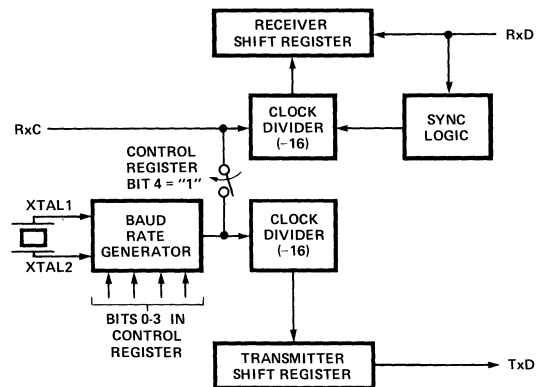 RECEIVER
SHIFT REGISTER
RxD
RxC
CLOCK
DIVIDER
(-16)
SYNC
LOGIC
CONTROL
REGISTER
BIT 4 = "1"
XTAL1
XTAL2
BAUD
RATE
GENERATOR
CLOCK
DIVIDER
(-16)
BITS 0-3 IN
CONTROL
REGISTER
TRANSMITTER
SHIFT REGISTER
TxD